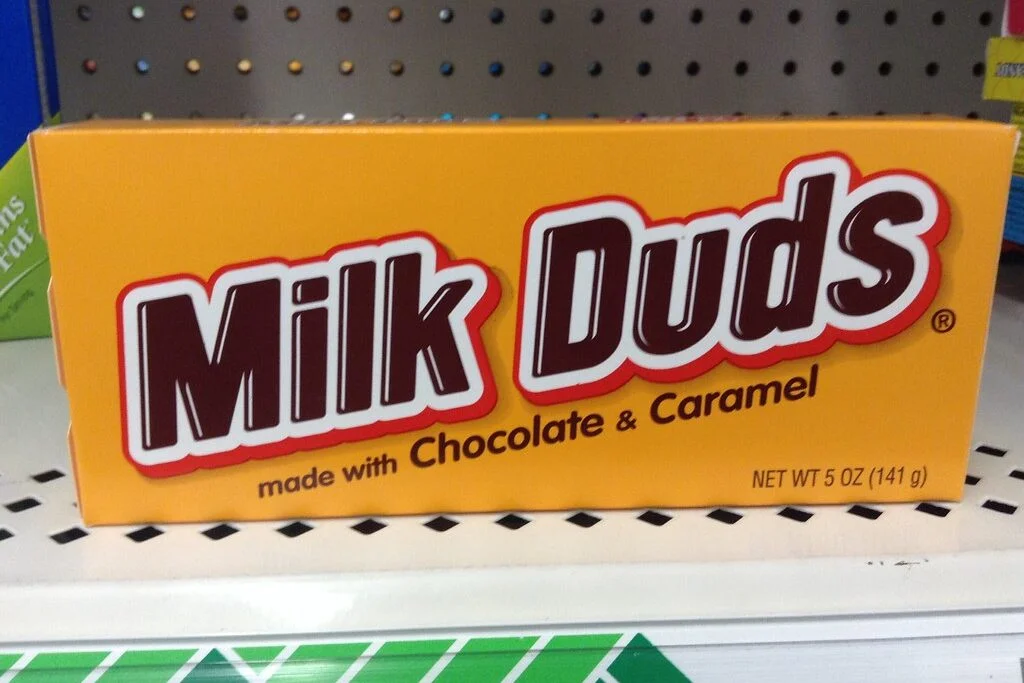 Milk Duds®
made with Chocolate & Caramel
NET WT 5 OZ (141 g)